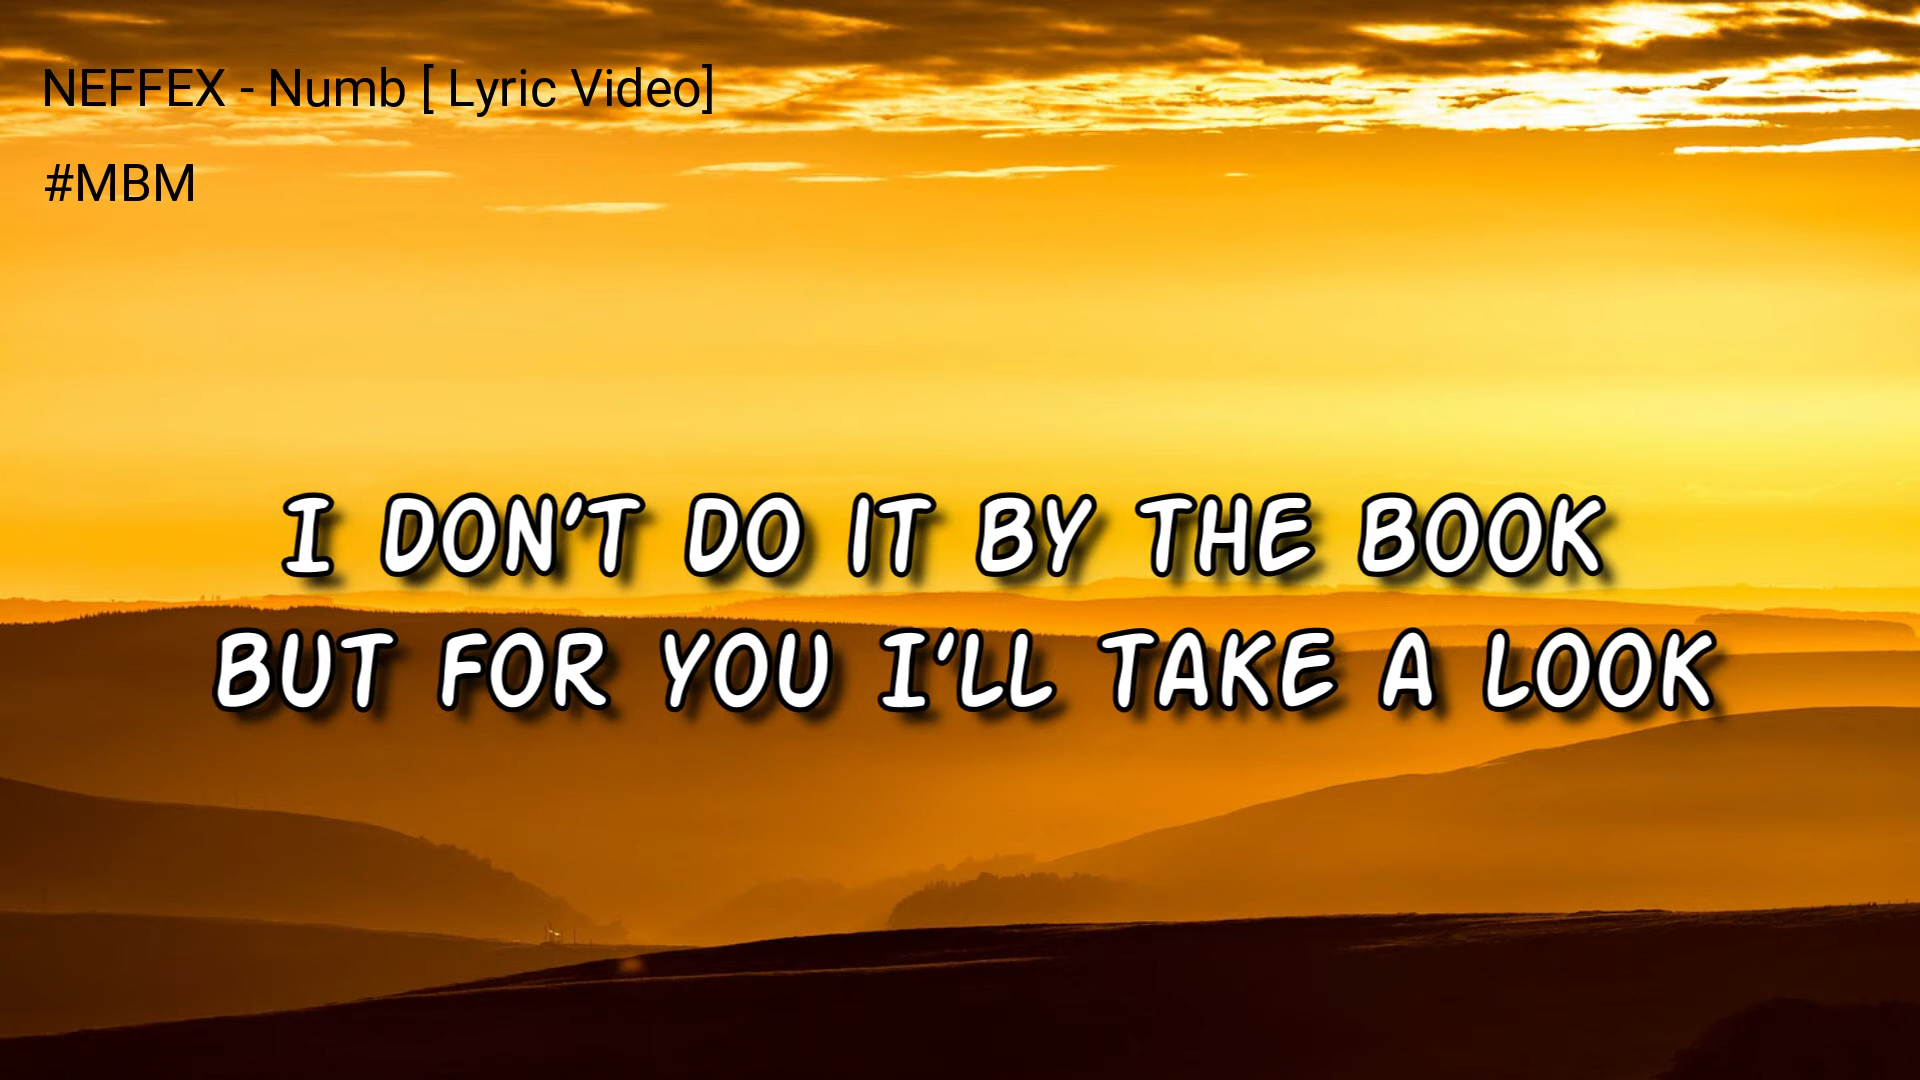 NEFFEX - Numb [ Lyric Video]
#MBM
I DON'T DO IT BY THE BOOK
BUT FOR YOU I'LL TAKE A LOOK